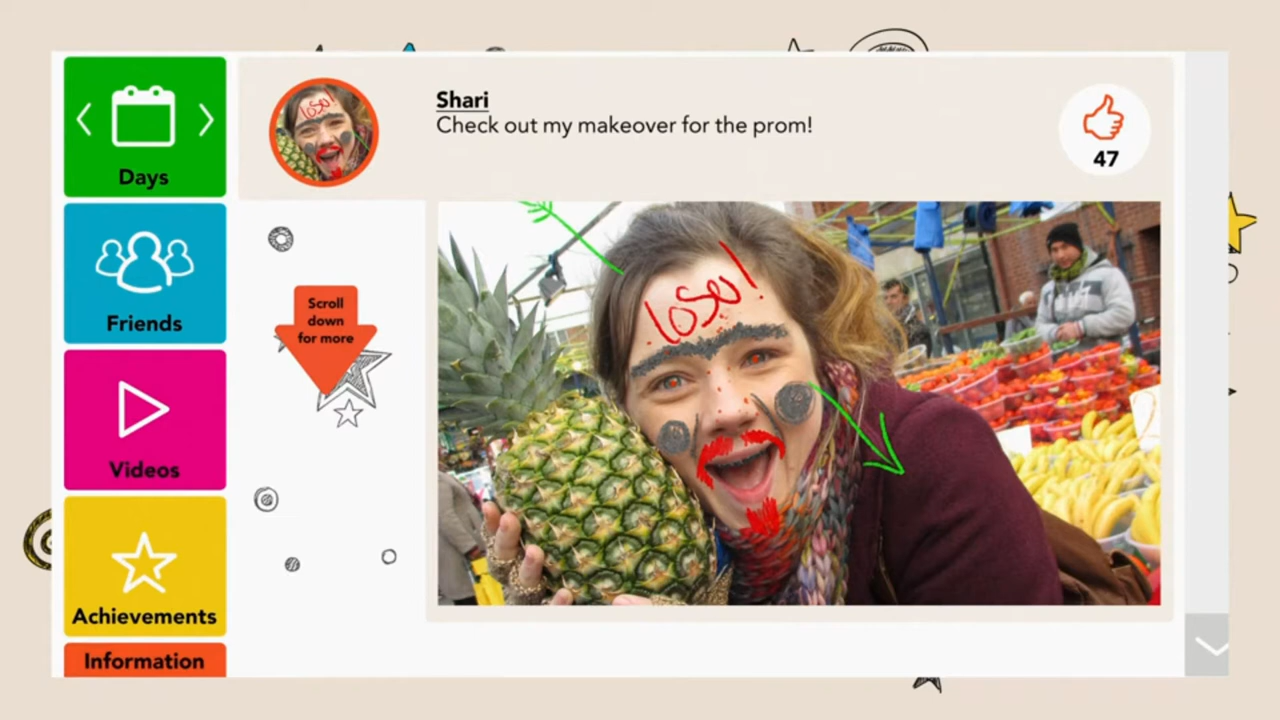 Days
Friends
Videos
Achievements
Information
Shari
Check out my makeover for the prom!
47
Scroll
down
for more
loser!